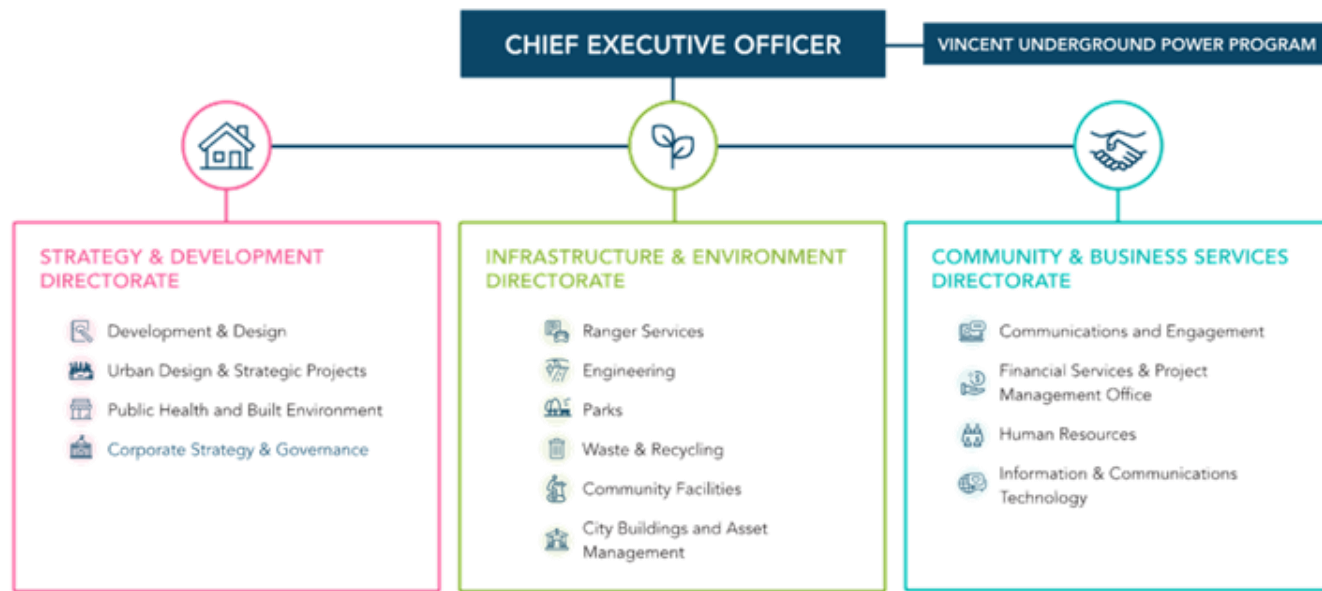 CHIEF EXECUTIVE OFFICER
VINCENT UNDERGROUND POWER PROGRAM
STRATEGY & DEVELOPMENT
DIRECTORATE
Development & Design
Urban Design & Strategic Projects
Public Health and Built Environment
Corporate Strategy & Governance
INFRASTRUCTURE & ENVIRONMENT
DIRECTORATE
Ranger Services
Engineering
Parks
Waste & Recycling
Community Facilities
City Buildings and Asset
Management
COMMUNITY & BUSINESS SERVICES
DIRECTORATE
Communications and Engagement
Financial Services & Project
Management Office
Human Resources
Information & Communications
Technology